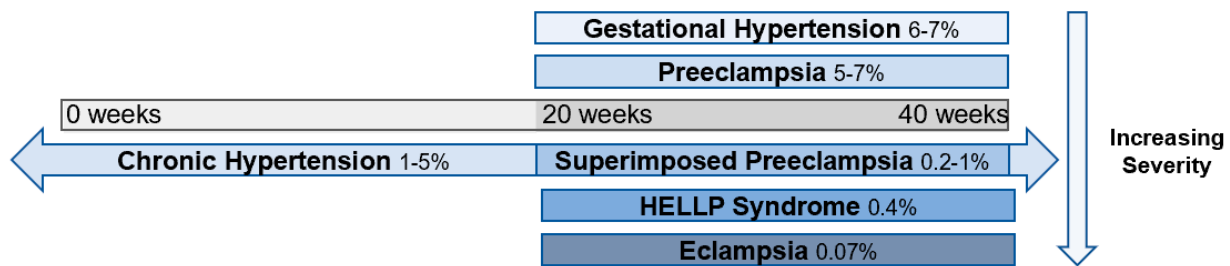 Gestational Hypertension 6-7%
Preeclampsia 5-7%
0 weeks 20 weeks 40 weeks
Chronic Hypertension 1-5% Superimposed Preeclampsia 0.2-1%
HELLP Syndrome 0.4%
Eclampsia 0.07%
Increasing
Severity